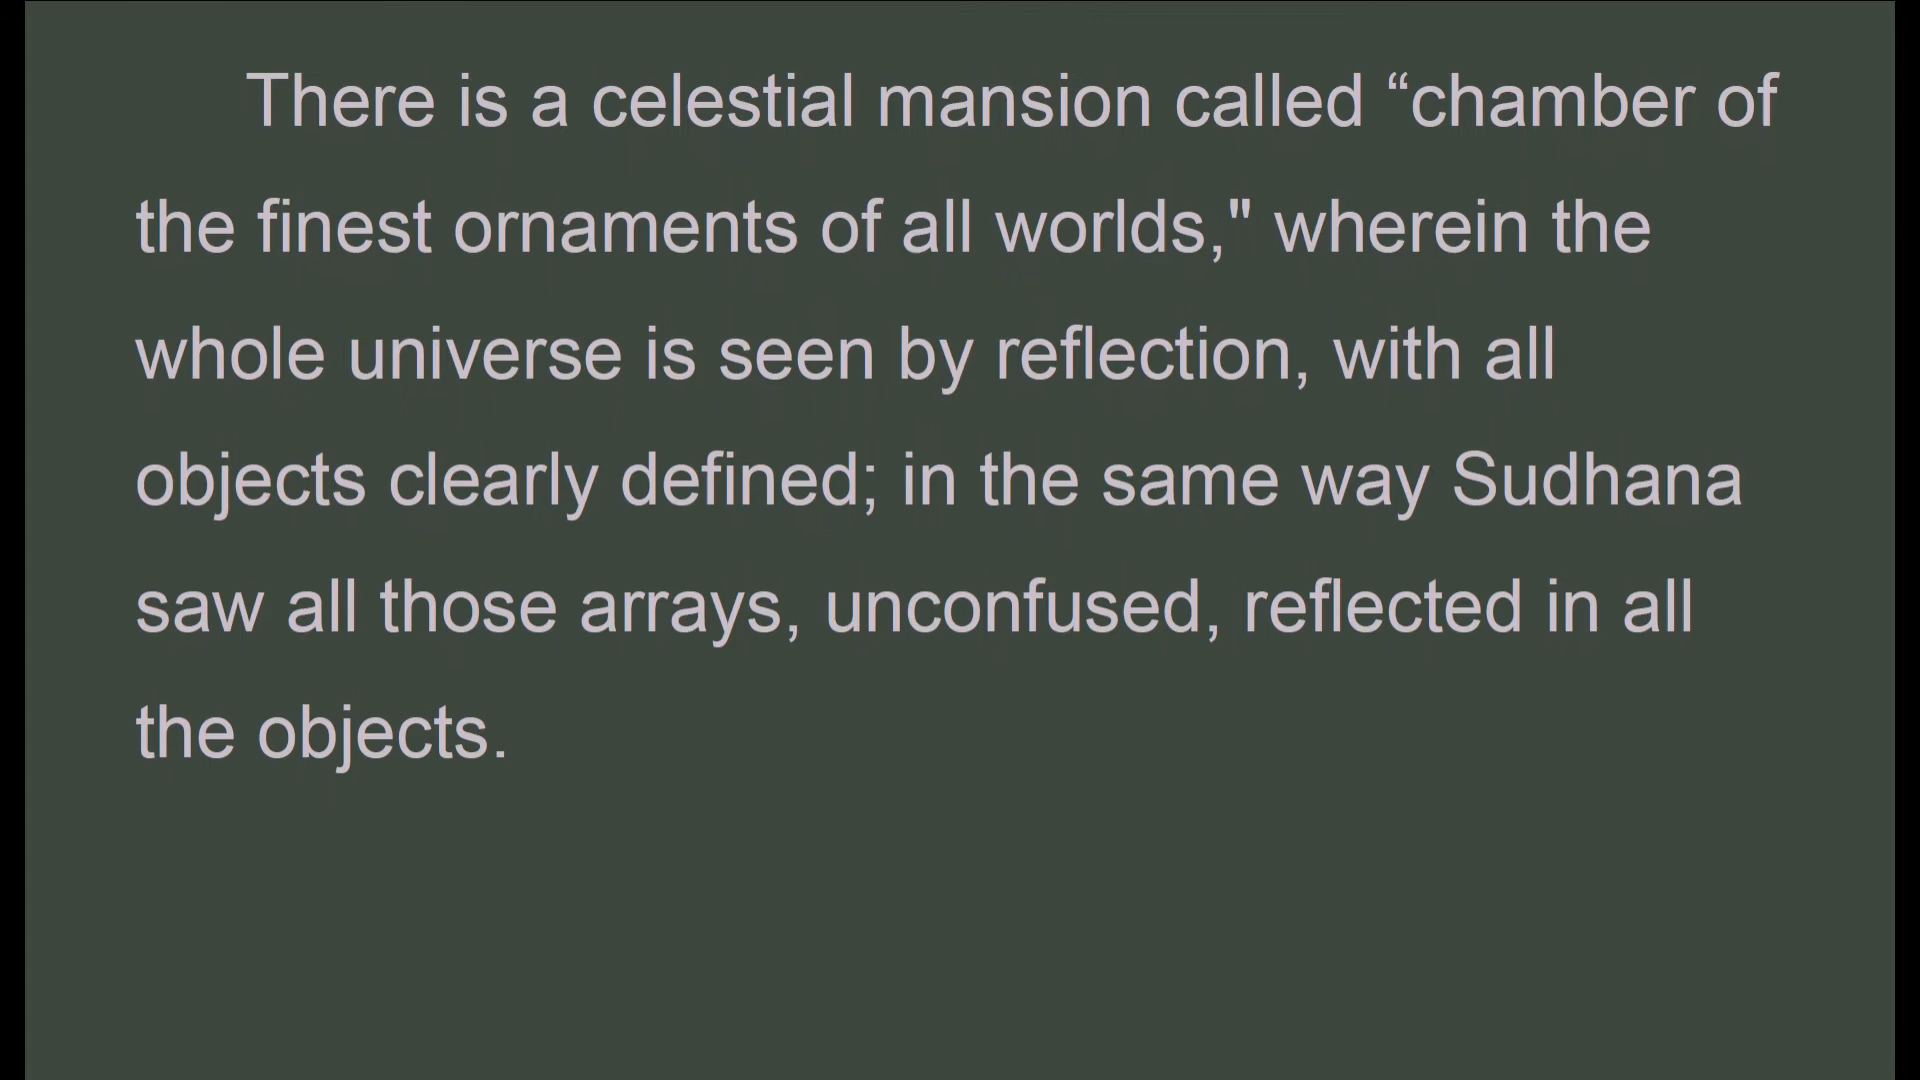 There is a celestial mansion called “chamber of
the finest ornaments of all worlds," wherein the
whole universe is seen by reflection, with all
objects clearly defined; in the same way Sudhana
saw all those arrays, unconfused, reflected in all
the objects.